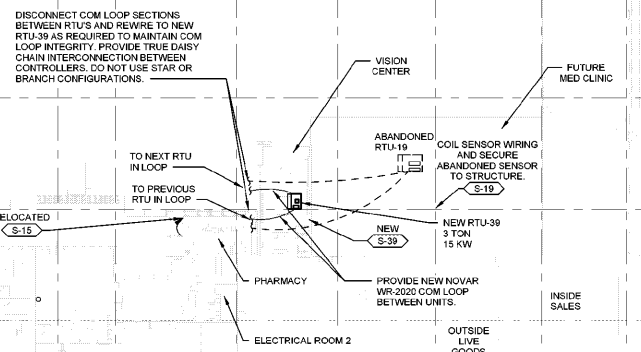 DISCONNECT COM LOOP SECTIONS
BETWEEN RTU'S AND REWIRE TO NEW
RTU-39 AS REQUIRED TO MAINTAIN COM
LOOP INTEGRITY. PROVIDE TRUE DAISY
CHAIN INTERCONNECTION BETWEEN
CONTROLLERS. DO NOT USE STAR OR
BRANCH CONFIGURATIONS.
VISION
CENTER
FUTURE
MED CLINIC
ABANDONED
RTU-19
COIL SENSOR WIRING
AND SECURE
ABANDONED SENSOR
TO STRUCTURE.
S-19
TO NEXT RTU
IN LOOP
TO PREVIOUS
RTU IN LOOP
ELOCATED
S-15
NEW RTU-39
3 TON
15 KW
NEW
S-39
PHARMACY
PROVIDE NEW NOVAR
WR-2020 COM LOOP
BETWEEN UNITS.
INSIDE
SALES
ELECTRICAL ROOM 2
OUTSIDE
LIVE
GOODS